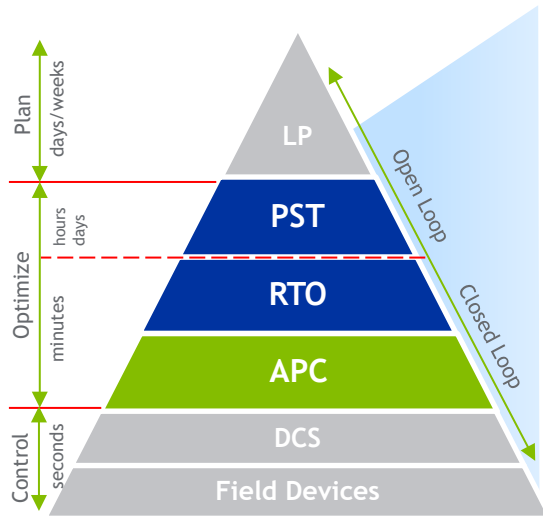 Plan
days/weeks
LP
Open Loop
hours
days
PST
Optimize
minutes
RTO
Closed Loop
APC
Control
seconds
DCS
Field Devices